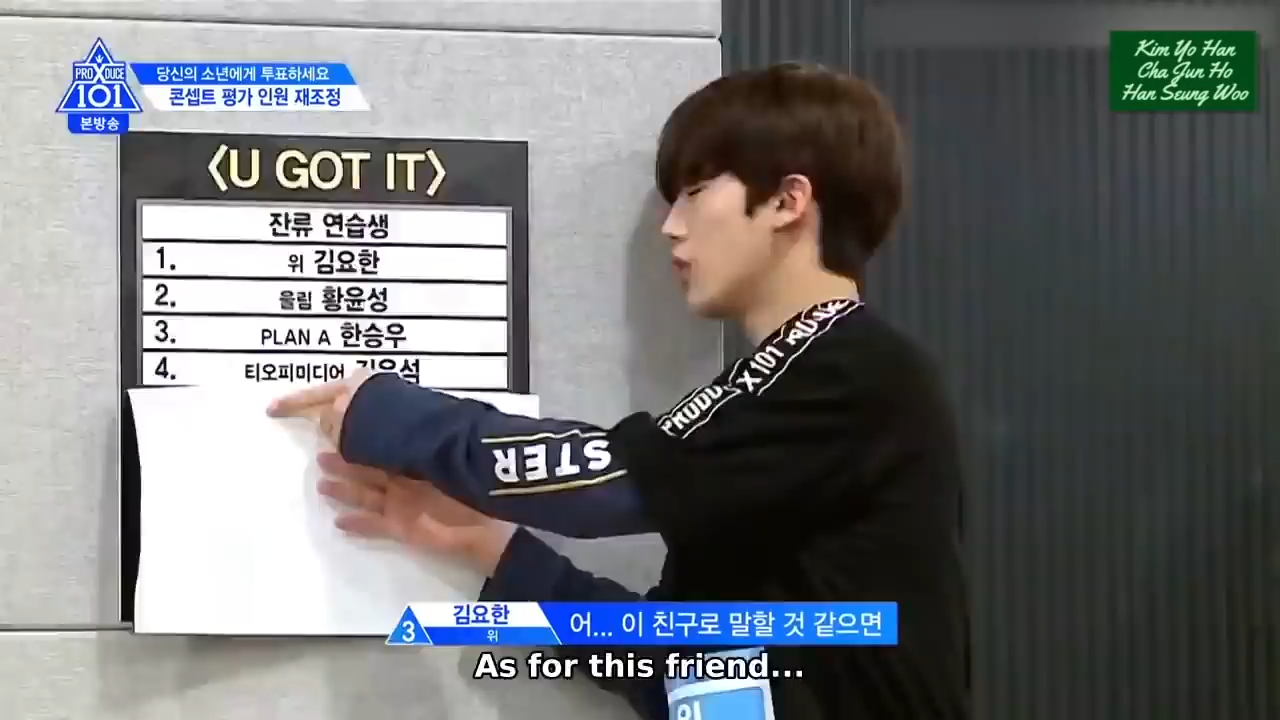 PRODUCE
X
101
본방송
당신의 소년에게 투표하세요
콘셉트 평가 인원 재조정
Kim Yo Han
Cha Jun Ho
Han Seung Woo
〈U GOT IT〉
잔류 연습생
1. 위 김요한
2. 울림 황윤성
3. PLAN A 한승우
4. 티오피미디어 김우석
X 101
STER
3 김요한 위
어... 이 친구로 말할 것 같으면
As for this friend...